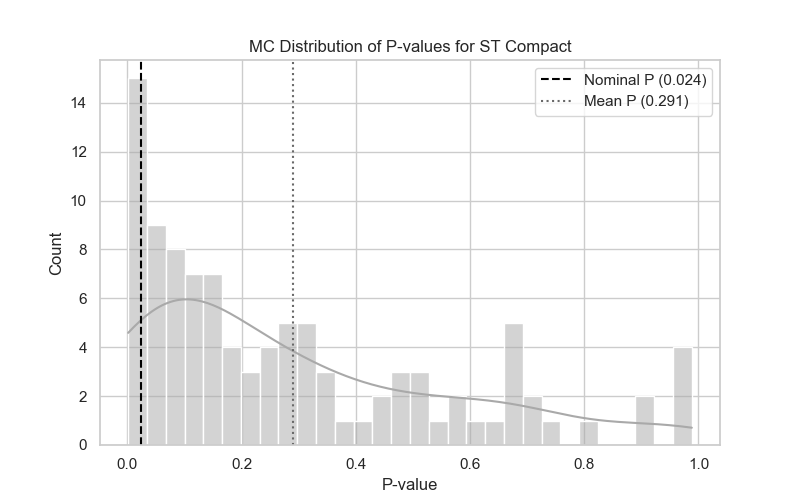 MC Distribution of P-values for ST Compact
Nominal P (0.024)
Mean P (0.291)
14
12
10
8
6
4
2
0
Count
0.0 0.2 0.4 0.6 0.8 1.0
P-value